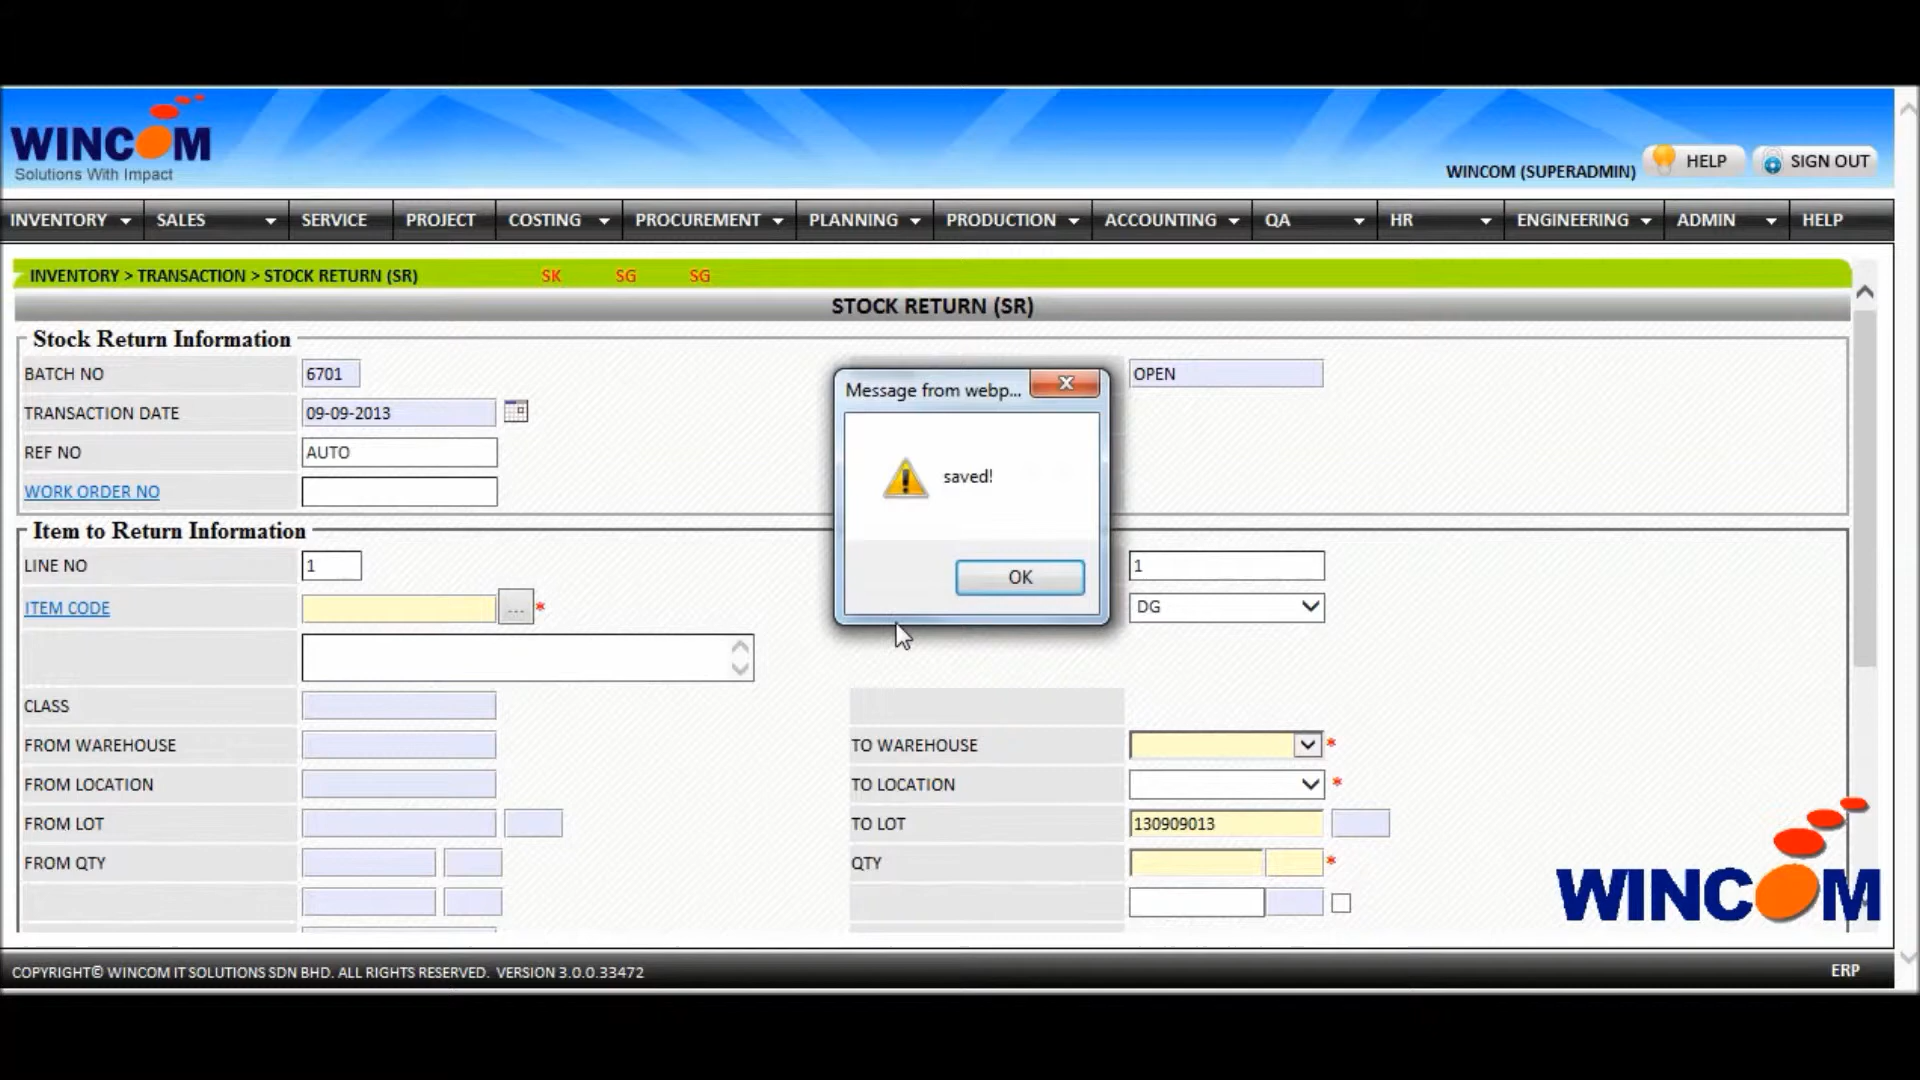 WINCOM
Solutions With Impact
WINCOM (SUPERADMIN)
HELP
SIGN OUT
INVENTORY SALES SERVICE PROJECT COSTING PROCUREMENT PLANNING PRODUCTION ACCOUNTING QA HR ENGINEERING ADMIN HELP
INVENTORY > TRANSACTION > STOCK RETURN (SR) SK SG SG
STOCK RETURN (SR)
Stock Return Information
BATCH NO 6701 OPEN
TRANSACTION DATE 09-09-2013
REF NO AUTO
WORK ORDER NO
Message from webp...
saved!
OK
Item to Return Information
LINE NO 1 1
ITEM CODE ... * DG
CLASS
FROM WAREHOUSE TO WAREHOUSE *
FROM LOCATION TO LOCATION *
FROM LOT TO LOT 130909013
FROM QTY QTY *
WINCOM
COPYRIGHT© WINCOM IT SOLUTIONS SDN BHD. ALL RIGHTS RESERVED. VERSION 3.0.0.33472 ERP